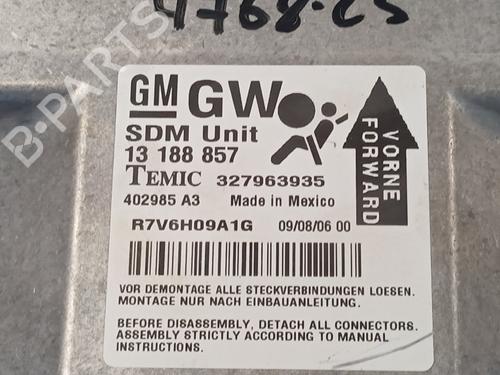 4768.25
B-PARTS
GM GW
SDM Unit
13 188 857
TEMIC 327963935
402985 A3 Made in Mexico
R7V6H09A1G 09/08/06 00
VORNE
FORWARD
VOR DEMONTAGE ALLE STECKVERBINDUNGEN LOESEN.
MONTAGE NUR NACH EINBAUANLEITUNG.
BEFORE DISASSEMBLY, DETACH ALL CONNECTORS.
ASSEMBLY STRICTLY ACCORDING TO MANUAL
INSTRUCTIONS.